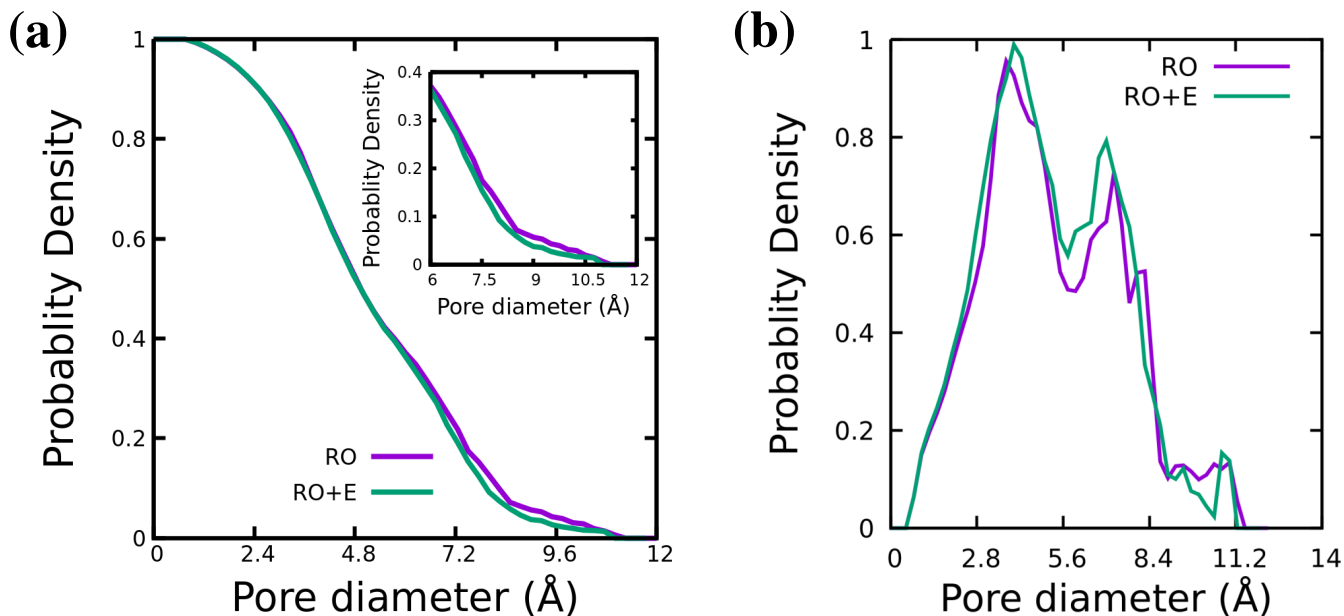 (a)
Probablity Density
1
0.8
0.6
0.4
0.2
0
0
2.4
4.8
7.2
9.6
12
Pore diameter (Å)
RO
RO+E
Probablity Density
0.4
0.3
0.2
0.1
0
6
7.5
9
10.5
12
Pore diameter (Å)
(b)
Probablity Density
1
0.8
0.6
0.4
0.2
0
0
2.8
5.6
8.4
11.2
14
Pore diameter (Å)
RO
RO+E